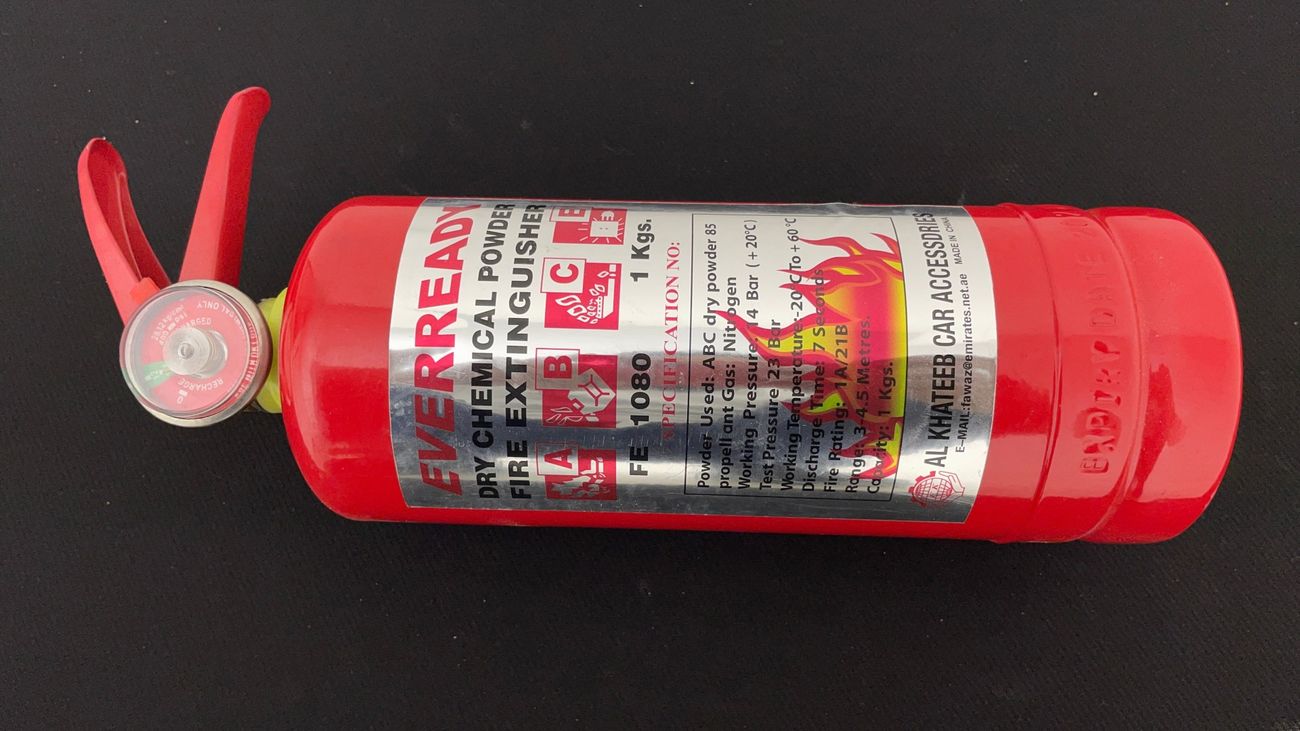 EVERREADY
DRY CHEMICAL POWDER
FIRE EXTINGUISHER
A B C E
FE 1080 1 Kgs.
SPECIFICATION NO:
Powder Used: ABC dry powder 85
propellant Gas: Nitrogen
Working Pressure:14 Bar (+20°C)
Test Pressure:23 Bar
Working Temperature-20°C To+60°C
Discharge Time: 7 Seconds
Fire Rating: 1A/21B
Range: 3-4.5 Metres.
Capacity: 1 Kgs.
AL KHATEEB CAR ACCESSDRIES
E-MAIL:fawaz@emirates.net.ae MADE IN CHINA
RECHARGE